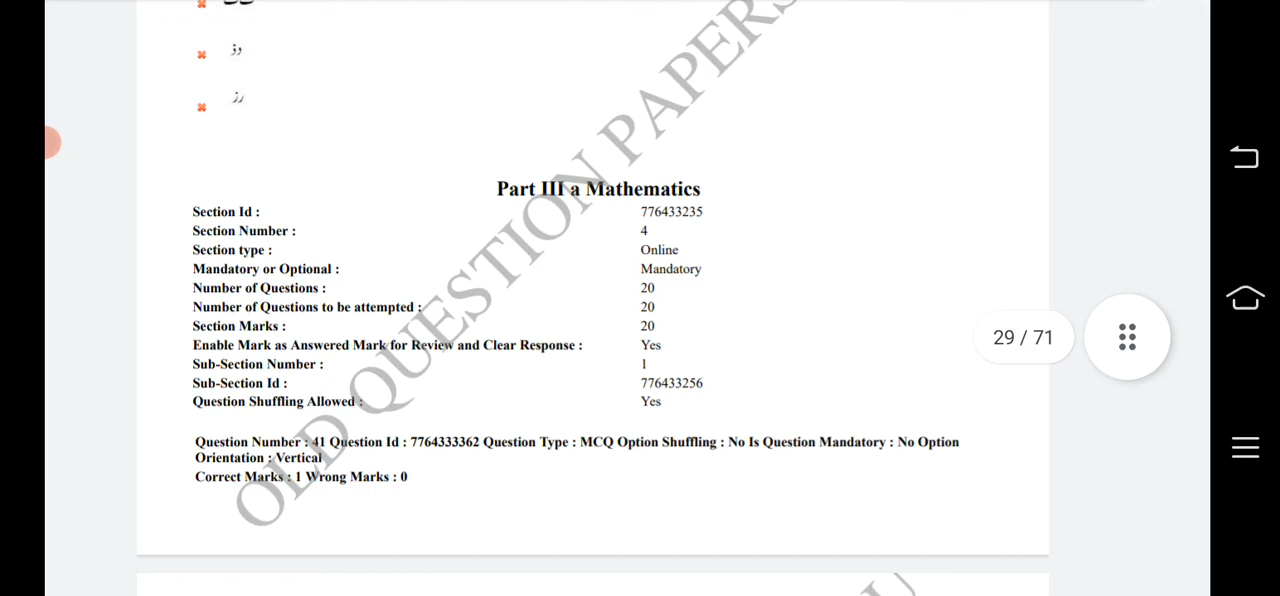 وژ
رز
Part III a Mathematics
Section Id : 776433235
Section Number : 4
Section type : Online
Mandatory or Optional : Mandatory
Number of Questions : 20
Number of Questions to be attempted : 20
Section Marks : 20
Enable Mark as Answered Mark for Review and Clear Response : Yes
Sub-Section Number : 1
Sub-Section Id : 776433256
Question Shuffling Allowed : Yes
29 / 71
Question Number : 41 Question Id : 7764333362 Question Type : MCQ Option Shuffling : No Is Question Mandatory : No Option
Orientation : Vertical
Correct Marks : 1 Wrong Marks : 0
OLD QUESTION PAPERS